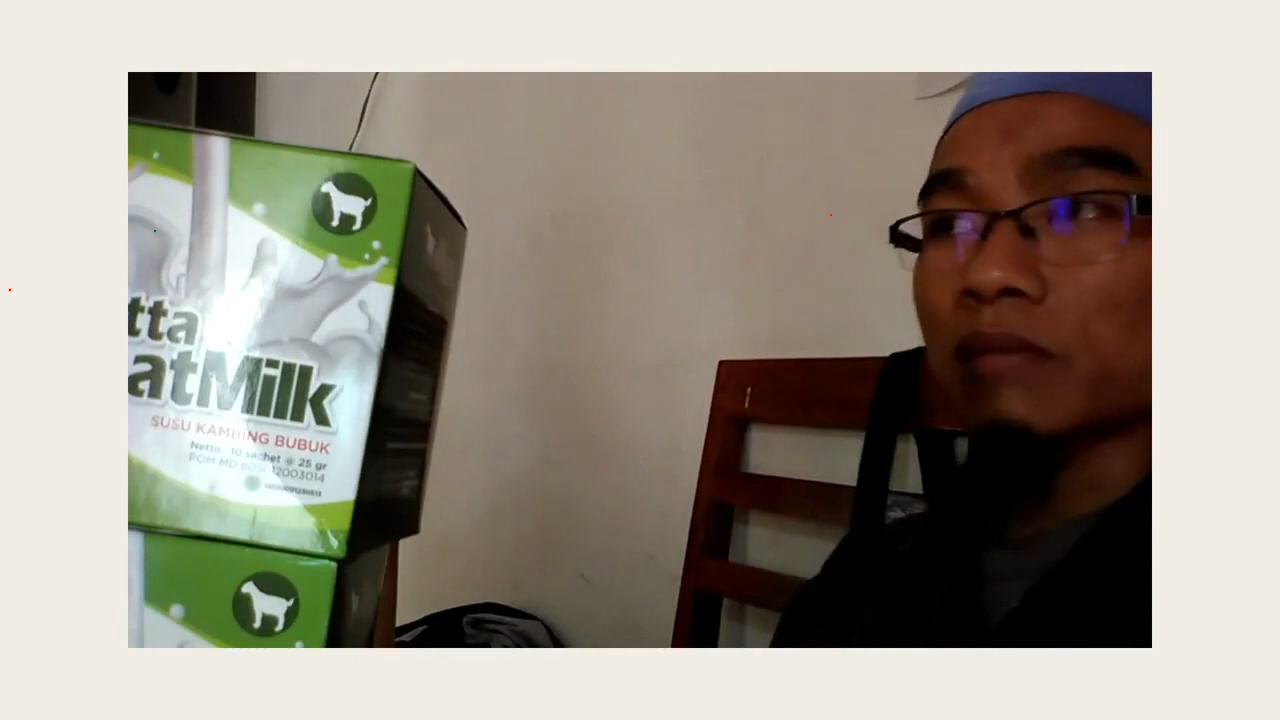 tta
atMilk
SUSU KAMBING BUBUK
Netto 10 sachet @ 25 gr
POM MD